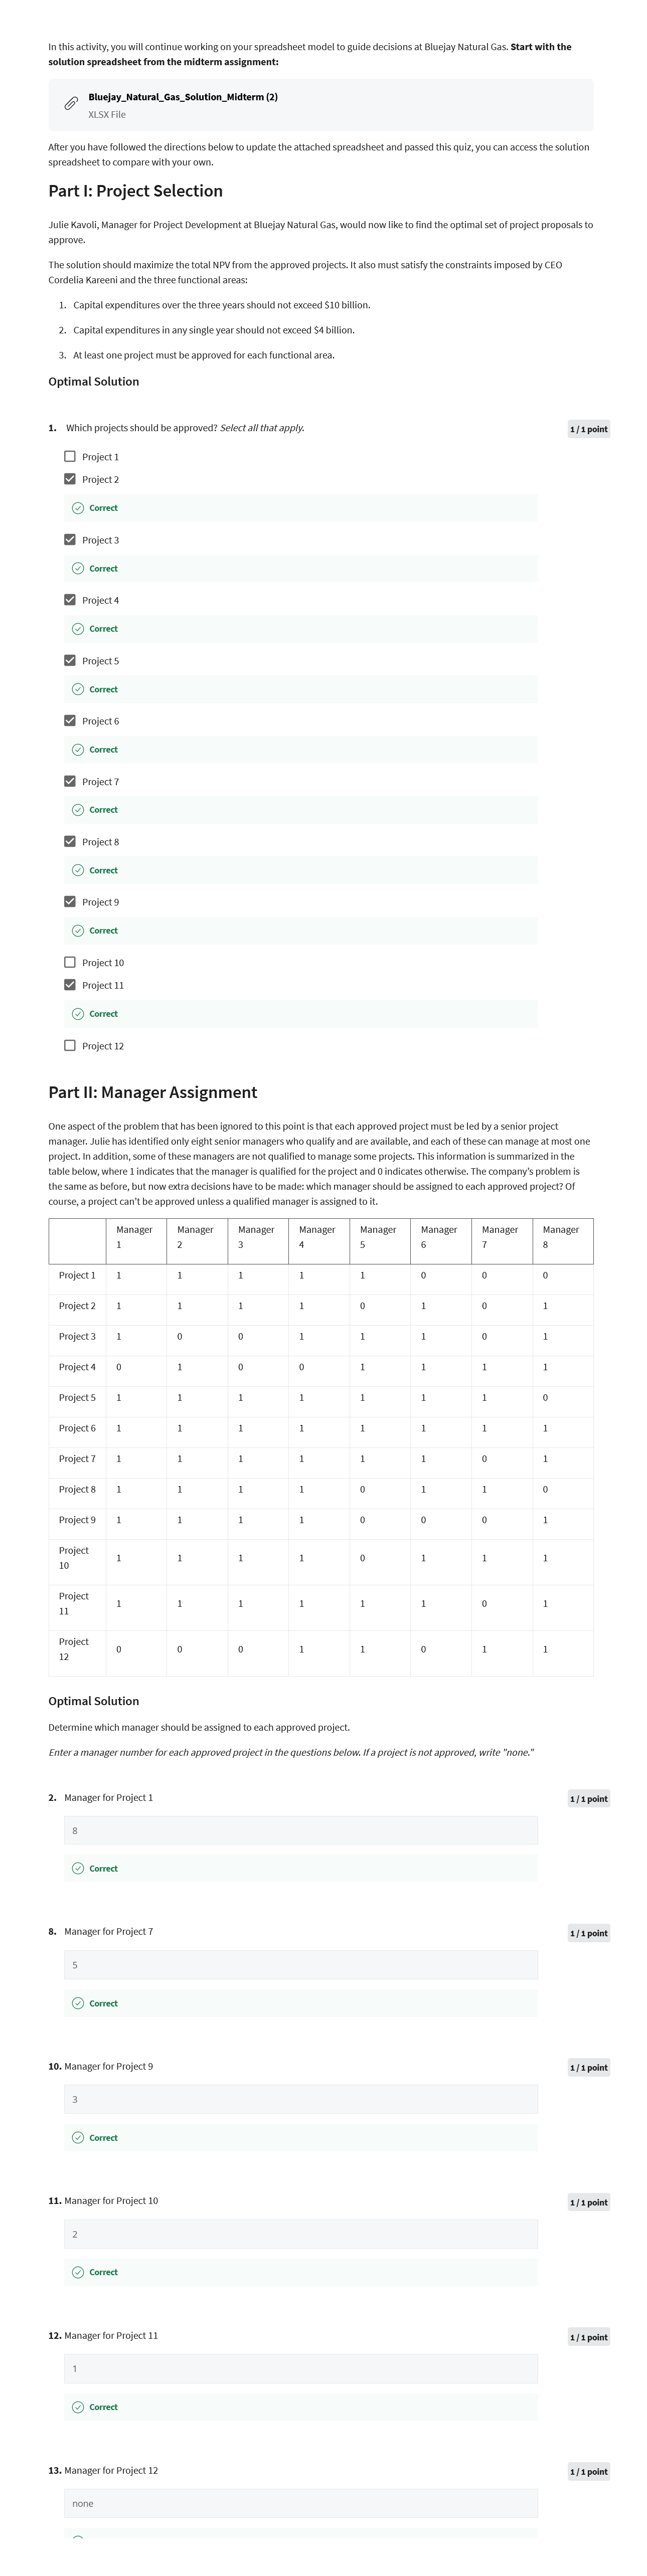 In this activity, you will continue working on your spreadsheet model to guide decisions at Bluejay Natural Gas. Start with the
solution spreadsheet from the midterm assignment:
Bluejay_Natural_Gas_Solution_Midterm (2)
XLSX File
After you have followed the directions below to update the attached spreadsheet and passed this quiz, you can access the solution
spreadsheet to compare with your own.
Part I: Project Selection
Julie Kavoli, Manager for Project Development at Bluejay Natural Gas, would now like to find the optimal set of project proposals to
approve.
The solution should maximize the total NPV from the approved projects. It also must satisfy the constraints imposed by CEO
Cordelia Kareeni and the three functional areas:
1. Capital expenditures over the three years should not exceed $10 billion.
2. Capital expenditures in any single year should not exceed $4 billion.
3. At least one project must be approved for each functional area.
Optimal Solution
1. Which projects should be approved? Select all that apply. 1 / 1 point
Project 1
Project 2
Correct
Project 3
Correct
Project 4
Correct
Project 5
Correct
Project 6
Correct
Project 7
Correct
Project 8
Correct
Project 9
Correct
Project 10
Project 11
Correct
Project 12
Part II: Manager Assignment
One aspect of the problem that has been ignored to this point is that each approved project must be led by a senior project
manager. Julie has identified only eight senior managers who qualify and are available, and each of these can manage at most one
project. In addition, some of these managers are not qualified to manage some projects. This information is summarized in the
table below, where 1 indicates that the manager is qualified for the project and 0 indicates otherwise. The company's problem is
the same as before, but now extra decisions have to be made: which manager should be assigned to each approved project? Of
course, a project can't be approved unless a qualified manager is assigned to it.
Manager Manager Manager Manager Manager Manager Manager Manager
1 2 3 4 5 6 7 8
Project 1 1 1 1 1 1 0 0 0
Project 2 1 1 1 1 0 1 0 1
Project 3 1 0 0 1 1 1 0 1
Project 4 0 1 0 0 1 1 1 1
Project 5 1 1 1 1 1 1 1 0
Project 6 1 1 1 1 1 1 1 1
Project 7 1 1 1 1 1 1 0 1
Project 8 1 1 1 1 0 1 1 0
Project 9 1 1 1 1 0 0 0 1
Project
10 1 1 1 1 0 1 1 1
Project
11 1 1 1 1 1 1 0 1
Project
12 0 0 0 1 1 0 1 1
Optimal Solution
Determine which manager should be assigned to each approved project.
Enter a manager number for each approved project in the questions below. If a project is not approved, write "none."
2. Manager for Project 1 1 / 1 point
8
Correct
8. Manager for Project 7 1 / 1 point
5
Correct
10. Manager for Project 9 1 / 1 point
3
Correct
11. Manager for Project 10 1 / 1 point
2
Correct
12. Manager for Project 11 1 / 1 point
1
Correct
13. Manager for Project 12 1 / 1 point
none